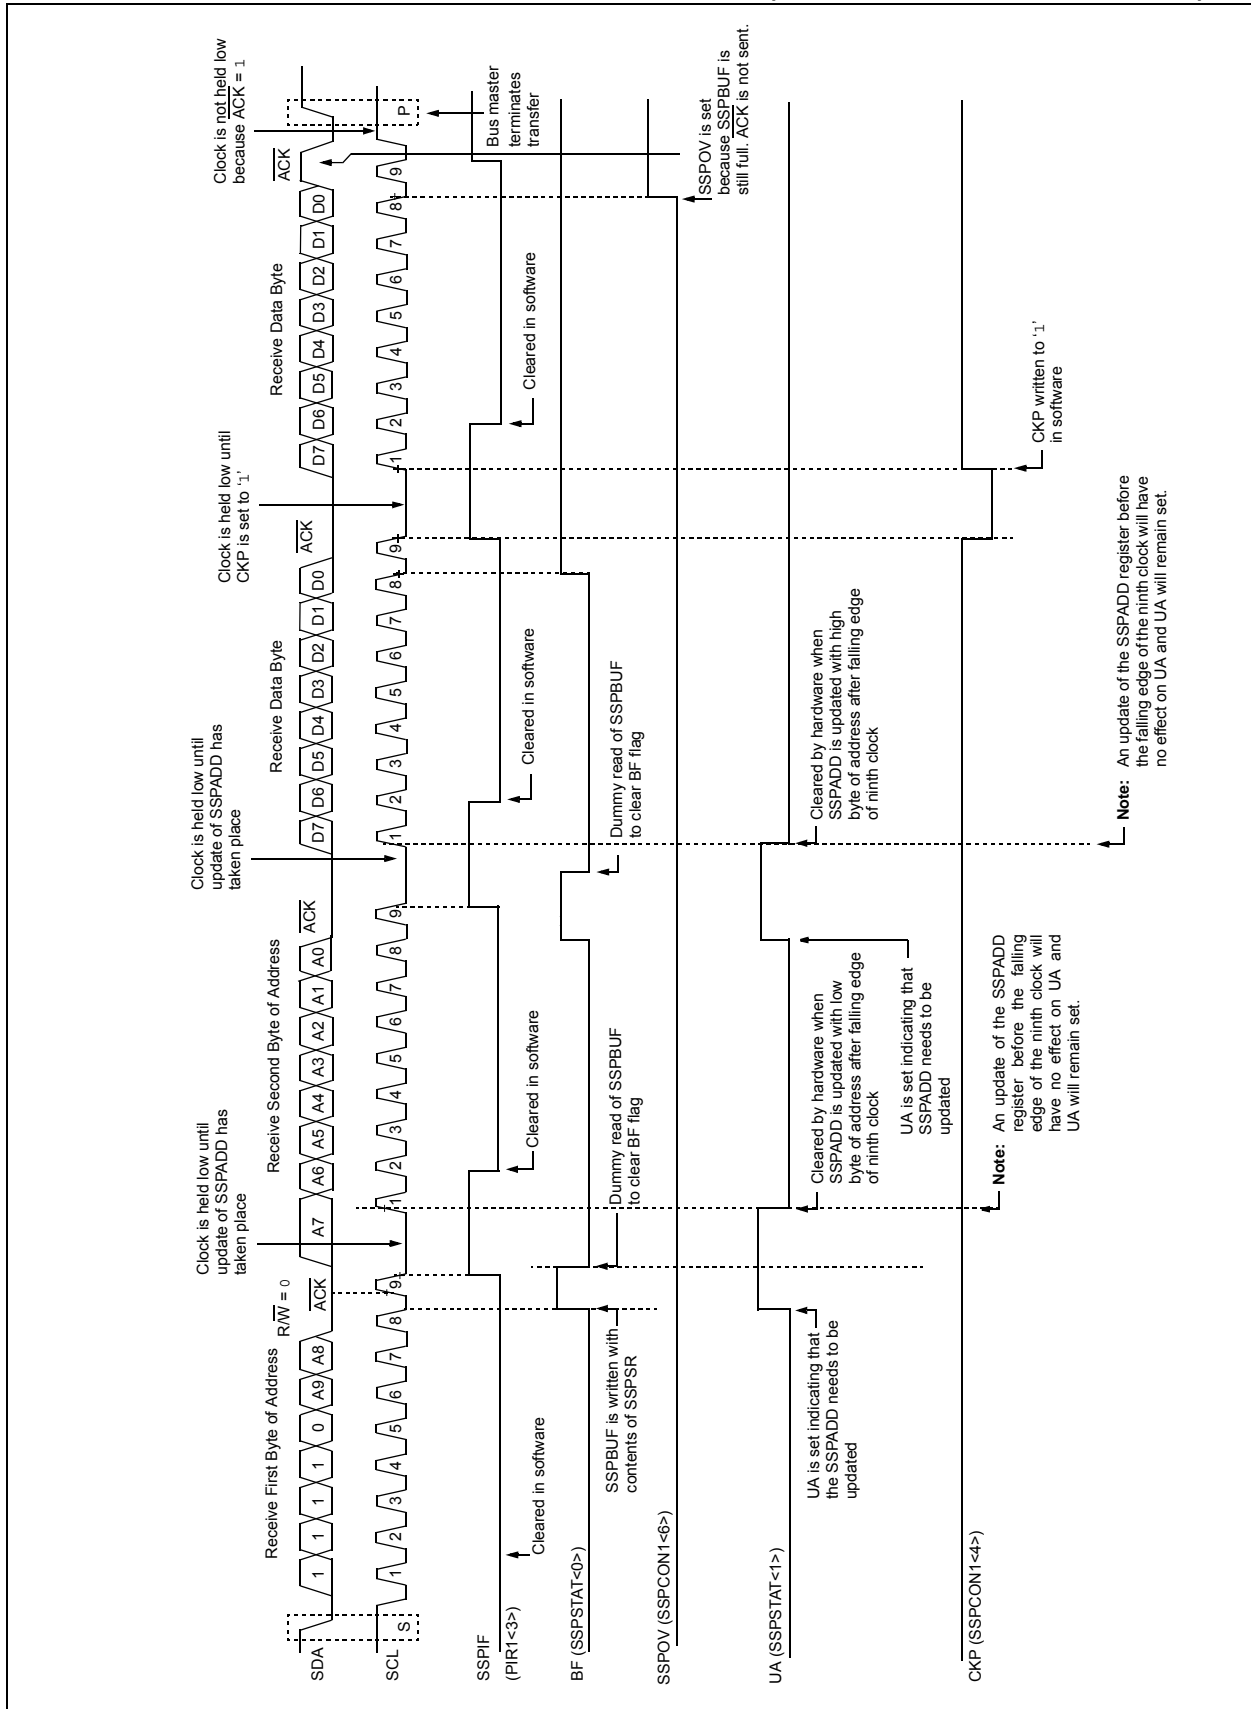 Receive First Byte of Address
R/W = 0
ACK
Clock is held low until
update of SSPADD has
taken place
Receive Second Byte of Address
ACK
Clock is held low until
update of SSPADD has
taken place
Receive Data Byte
ACK
Clock is held low until
CKP is set to ‘1’
Receive Data Byte
ACK
Clock is not held low
because ACK = 1
SDA
1 1 1 1 0 A9 A8
A7 A6 A5 A4 A3 A2 A1 A0
D7 D6 D5 D4 D3 D2 D1 D0
D7 D6 D5 D4 D3 D2 D1 D0
SCL
S
1 2 3 4 5 6 7 8 9
1 2 3 4 5 6 7 8 9
1 2 3 4 5 6 7 8 9
1 2 3 4 5 6 7 8 9
P
Bus master
terminates
transfer
SSPIF
(PIR1<3>)
Cleared in software
Cleared in software
Cleared in software
Cleared in software
BF (SSPSTAT<0>)
SSPBUF is written with
contents of SSPSR
Dummy read of SSPBUF
to clear BF flag
Dummy read of SSPBUF
to clear BF flag
SSPOV (SSPCON1<6>)
SSPOV is set
because SSPBUF is
still full. ACK is not sent.
UA (SSPSTAT<1>)
UA is set indicating that
the SSPADD needs to be
updated
Cleared by hardware when
SSPADD is updated with low
byte of address after falling edge
of ninth clock
UA is set indicating that
SSPADD needs to be
updated
Cleared by hardware when
SSPADD is updated with high
byte of address after falling edge
of ninth clock
CKP (SSPCON1<4>)
Note: An update of the SSPADD
register before the falling
edge of the ninth clock will
have no effect on UA and
UA will remain set.
Note: An update of the SSPADD register before
the falling edge of the ninth clock will have
no effect on UA and UA will remain set.
CKP written to ‘1’
in software